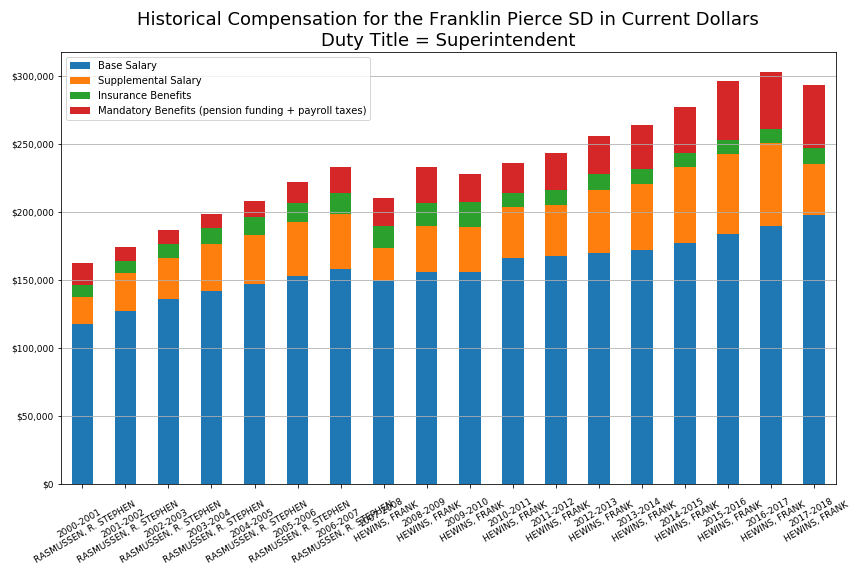 Historical Compensation for the Franklin Pierce SD in Current Dollars
Duty Title = Superintendent
Base Salary
Supplemental Salary
Insurance Benefits
Mandatory Benefits (pension funding + payroll taxes)
$300,000
$250,000
$200,000
$150,000
$100,000
$50,000
$0
2000-2001
RASMUSSEN, R. STEPHEN
2001-2002
RASMUSSEN, R. STEPHEN
2002-2003
RASMUSSEN, R. STEPHEN
2003-2004
RASMUSSEN, R. STEPHEN
2004-2005
RASMUSSEN, R. STEPHEN
2005-2006
RASMUSSEN, R. STEPHEN
2006-2007
RASMUSSEN, R. STEPHEN
2007-2008
HEWINS, FRANK
2008-2009
HEWINS, FRANK
2009-2010
HEWINS, FRANK
2010-2011
HEWINS, FRANK
2011-2012
HEWINS, FRANK
2012-2013
HEWINS, FRANK
2013-2014
HEWINS, FRANK
2014-2015
HEWINS, FRANK
2015-2016
HEWINS, FRANK
2016-2017
HEWINS, FRANK
2017-2018
HEWINS, FRANK